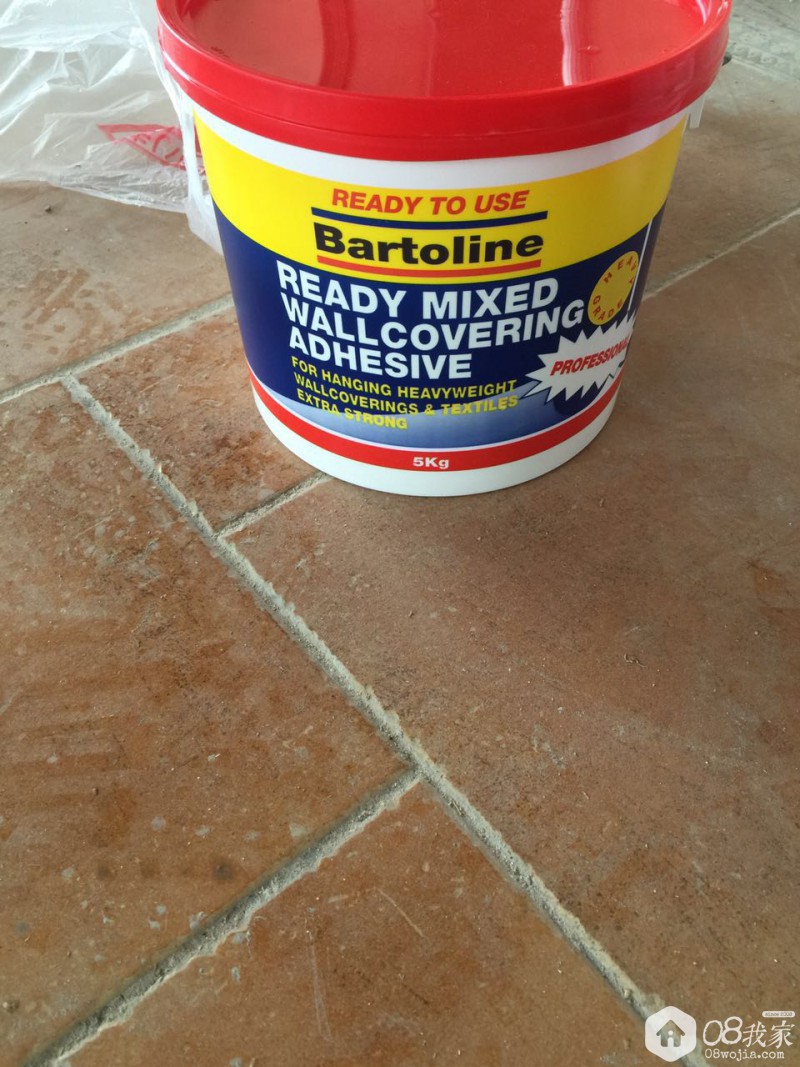 READY TO USE
Bartoline
READY MIXED
WALLCOVERING
ADHESIVE
FOR HANGING HEAVYWEIGHT
WALLCOVERINGS & TEXTILES
EXTRA STRONG
PROFESSIONAL
5Kg
08我家
08wojia.com